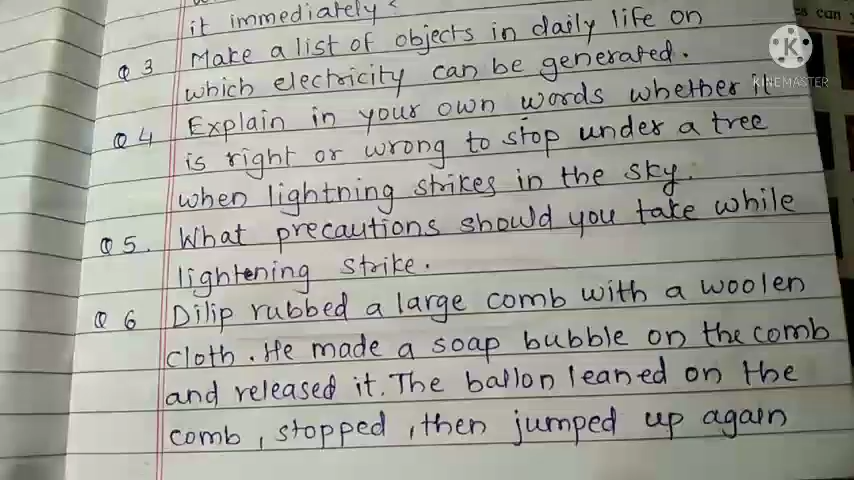 it immediately?
Q 3 Make a list of objects in daily life on
which electricity can be generated.
Q 4 Explain in your own words whether it
is right or wrong to stop under a tree
when lightning strikes in the sky.
Q 5. What precautions should you take while
lightening strike.
Q 6 Dilip rubbed a large comb with a woolen
cloth. He made a soap bubble on the comb
and released it. The ballon leaned on the
comb, stopped, then jumped up again
es can
K
KINEMASTER